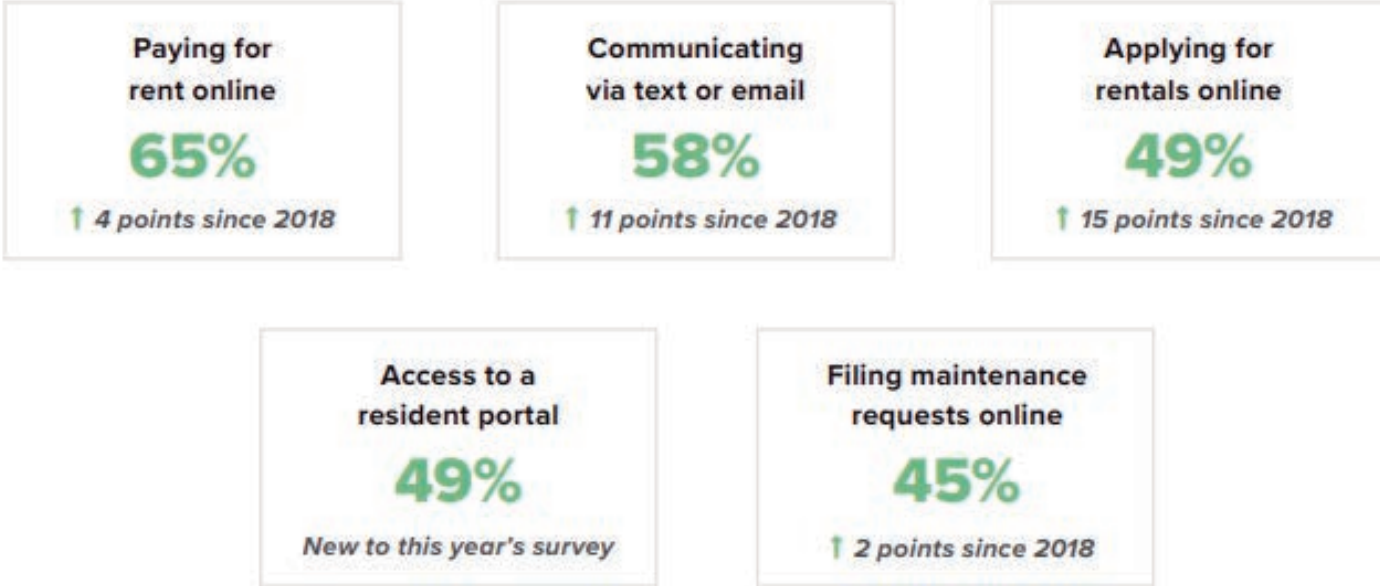 Paying for
rent online
65%
↑ 4 points since 2018
Communicating
via text or email
58%
↑ 11 points since 2018
Applying for
rentals online
49%
↑ 15 points since 2018
Access to a
resident portal
49%
New to this year's survey
Filing maintenance
requests online
45%
↑ 2 points since 2018